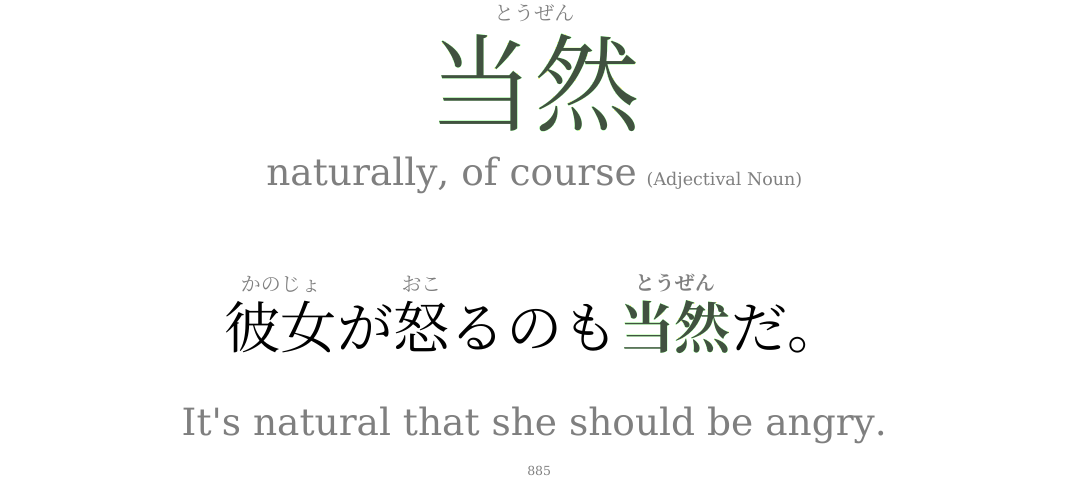 とうぜん
当然
naturally, of course (Adjectival Noun)
かのじょ おこ とうぜん
彼女が怒るのも当然だ。
It's natural that she should be angry.
885